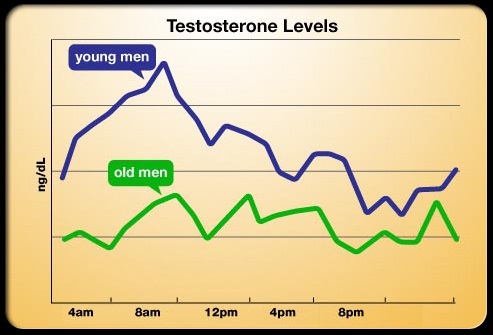 Testosterone Levels
young men
old men
ng/dL
4am 8am 12pm 4pm 8pm